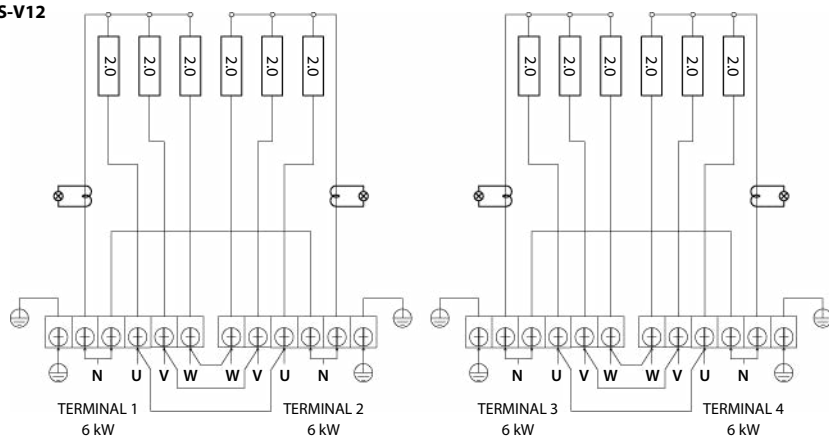 S-V12
2.0 2.0 2.0 2.0 2.0 2.0 2.0 2.0 2.0 2.0 2.0 2.0
N U V W W V U N N U V W W V U N
TERMINAL 1 TERMINAL 2 TERMINAL 3 TERMINAL 4
6 kW 6 kW 6 kW 6 kW